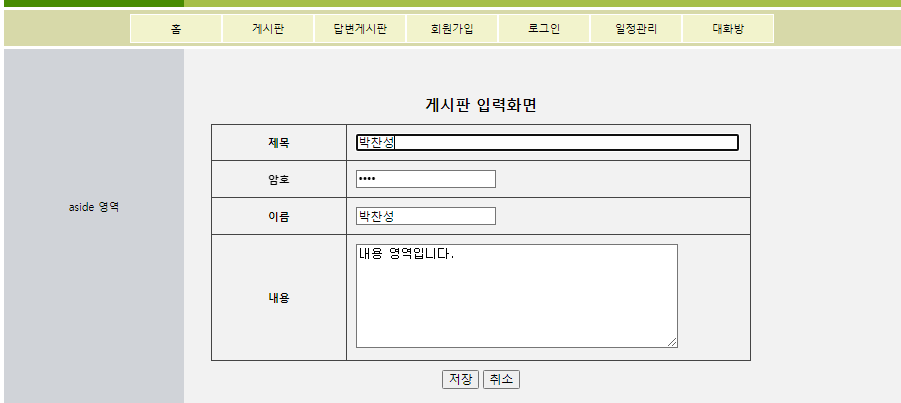 홈 게시판 답변게시판 회원가입 로그인 일정관리 대화방
게시판 입력화면
제목 박찬성
암호 ••••
aside 영역
이름 박찬성
내용 내용 영역입니다.
저장 취소